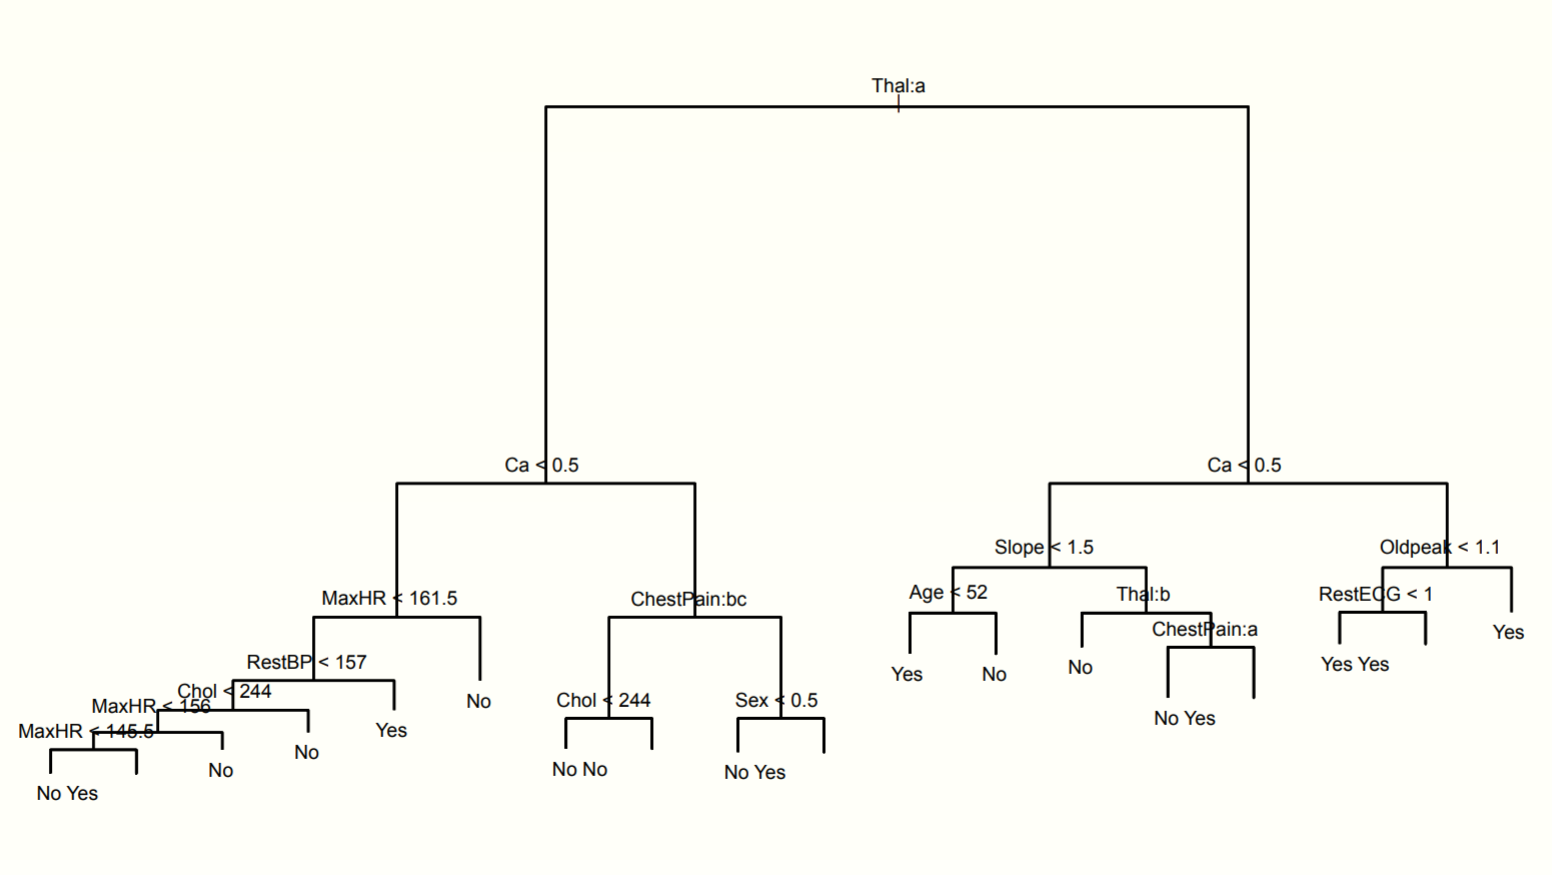 Thal:a
Ca < 0.5
Ca < 0.5
Slope < 1.5
Oldpeak < 1.1
Age < 52
Thal:b
RestECG < 1
MaxHR < 161.5
ChestPain:bc
ChestPain:a
Yes
RestBP < 157
Yes Yes
Yes
No
No
Chol < 244
No
Chol < 244
Sex < 0.5
MaxHR < 156
No Yes
MaxHR < 145.5
Yes
No
No
No No
No Yes
No Yes